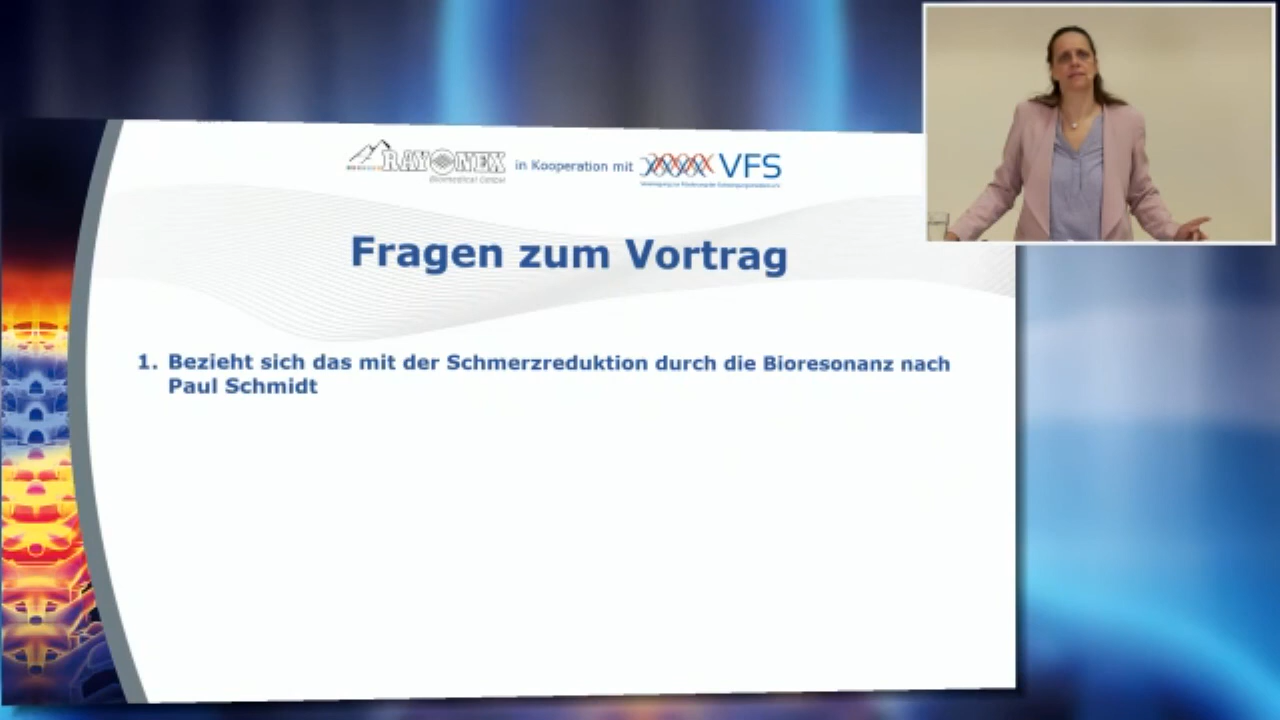 RAYONEX
Biomedical GmbH
in Kooperation mit
VFS
Fragen zum Vortrag
1. Bezieht sich das mit der Schmerzreduktion durch die Bioresonanz nach
Paul Schmidt